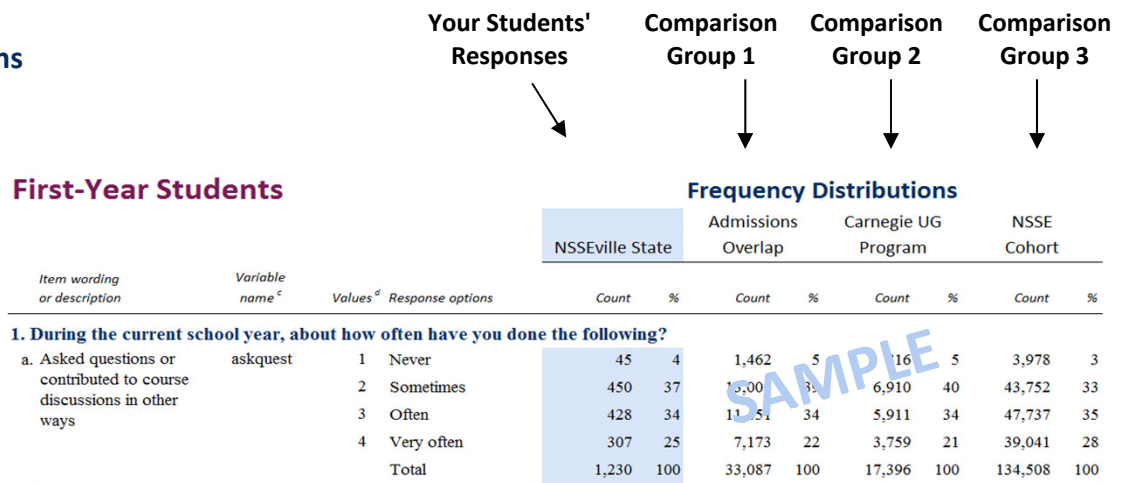 Your Students' Comparison Comparison Comparison
Responses Group 1 Group 2 Group 3
ns
First-Year Students Frequency Distributions
Admissions Carnegie UG NSSE
NSSEville State Overlap Program Cohort
Item wording Variable
or description name c Values d Response options Count % Count % Count % Count %
1. During the current school year, about how often have you done the following?
a. Asked questions or askquest 1 Never 45 4 1,462 5 5 3,978 3
contributed to course
discussions in other 2 Sometimes 450 37 6,910 40 43,752 33
ways 3 Often 428 34 34 5,911 34 47,737 35
4 Very often 307 25 7,173 22 3,759 21 39,041 28
Total 1,230 100 33,087 100 17,396 100 134,508 100
SAMPLE